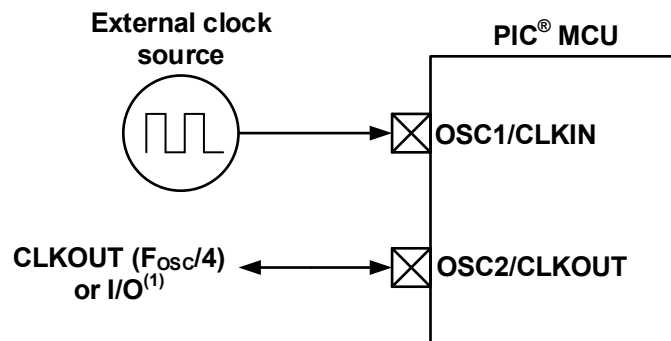 External clock
source
PIC® MCU
OSC1/CLKIN
CLKOUT (FOSC/4)
or I/O(1)
OSC2/CLKOUT